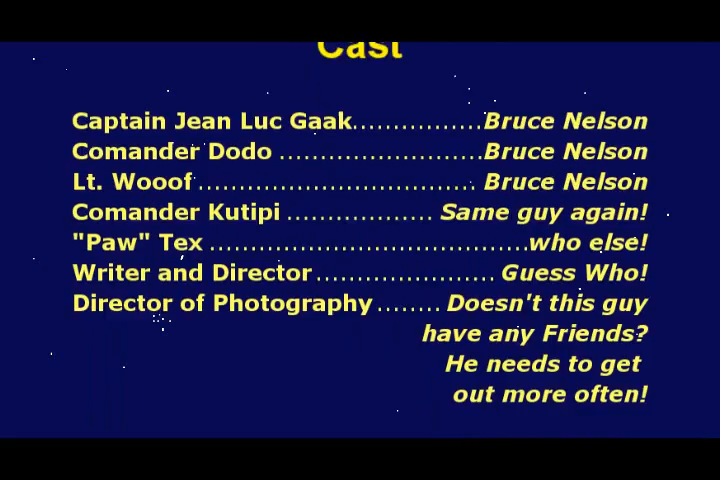 Cast
Captain Jean Luc Gaak................Bruce Nelson
Comander Dodo .........................Bruce Nelson
Lt. Wooof.................................. Bruce Nelson
Comander Kutipi .................. Same guy again!
"Paw" Tex .......................................who else!
Writer and Director...................... Guess Who!
Director of Photography........ Doesn't this guy
have any Friends?
He needs to get
out more often!